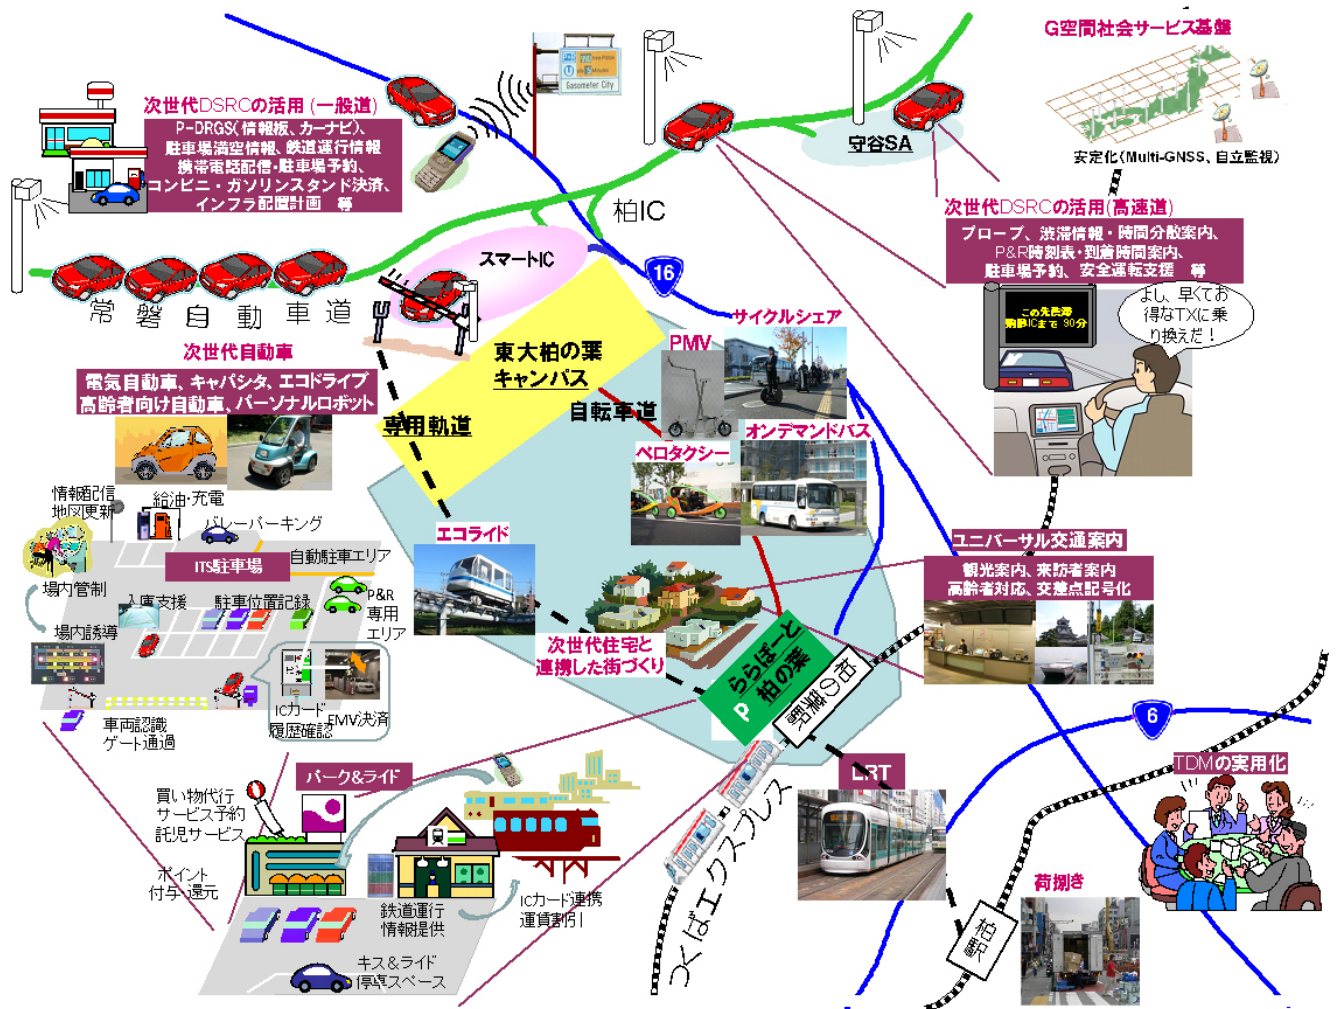 G空間社会サービス基盤
安定化(Multi-GNSS、自立監視)
Gasometer City
次世代DSRCの活用 (一般道)
P-DRGS(情報板、カーナビ)、
駐車場満空情報、鉄道運行情報
携帯電話配信・駐車場予約、
コンビニ・ガソリンスタンド決済、
インフラ配置計画 等
守谷SA
柏IC
スマートIC
16
常磐自動車道
次世代DSRCの活用(高速道)
プローブ、渋滞情報・時間分散案内、
P&R時刻表・到着時間案内、
駐車場予約、安全運転支援 等
この先渋滞
90分
よし、早くてお
得なTXに乗
り換えだ！
次世代自動車
電気自動車、キャパシタ、エコドライブ
高齢者向け自動車、パーソナルロボット
東大柏の葉
キャンパス
専用軌道
自転車道
PMV
サイクルシェア
ベロタクシー
オンデマンドバス
エコライド
情報配信
地図更新
給油・充電
バレーパーキング
自動駐車エリア
ITS駐車場
場内管制
入庫支援
駐車位置記録
P&R
専用
エリア
場内誘導
車両認識
ゲート通過
ICカード
履歴確認
EMV決済
次世代住宅と
連携した街づくり
ららぽーと
柏の葉
P
柏の葉駅
ユニバーサル交通案内
観光案内、来訪者案内
高齢者対応、交差点記号化
6
TDMの実用化
LRT
つくばエクスプレス
柏駅
荷捌き
パーク&ライド
買い物代行
サービス予約
託児サービス
ポイント
付与・還元
鉄道運行
情報提供
ICカード連携
運賃割引
キス&ライド
停車スペース